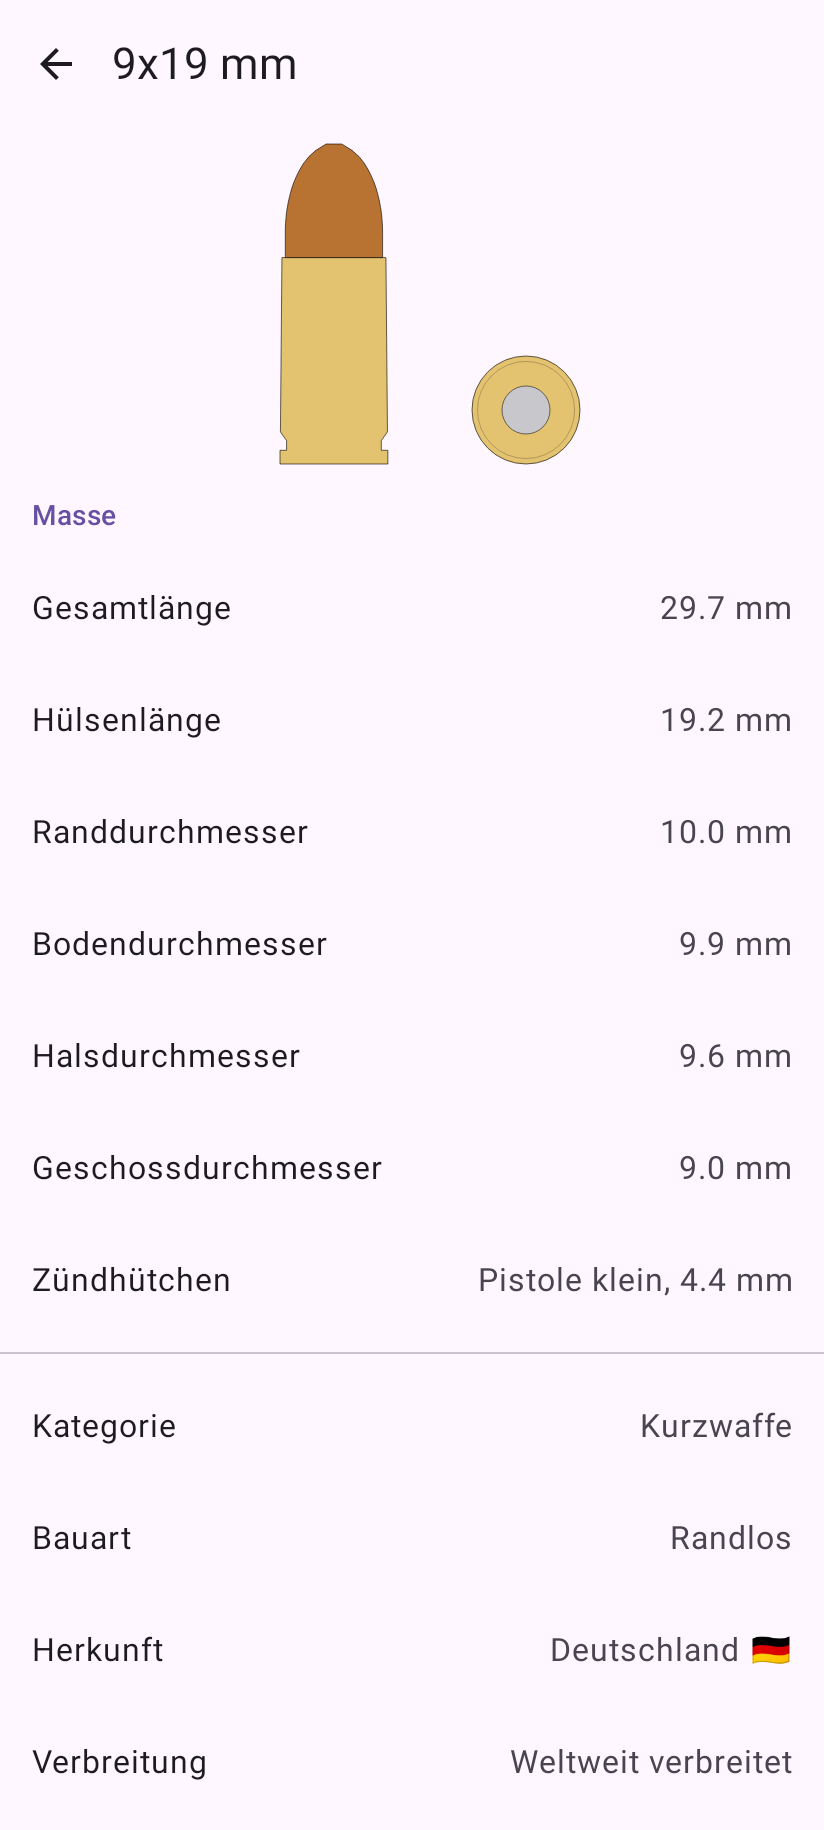 9x19 mm
Masse
Gesamtlänge 29.7 mm
Hülsenlänge 19.2 mm
Randdurchmesser 10.0 mm
Bodendurchmesser 9.9 mm
Halsdurchmesser 9.6 mm
Geschossdurchmesser 9.0 mm
Zündhütchen Pistole klein, 4.4 mm
Kategorie Kurzwaffe
Bauart Randlos
Herkunft Deutschland 🇩🇪
Verbreitung Weltweit verbreitet